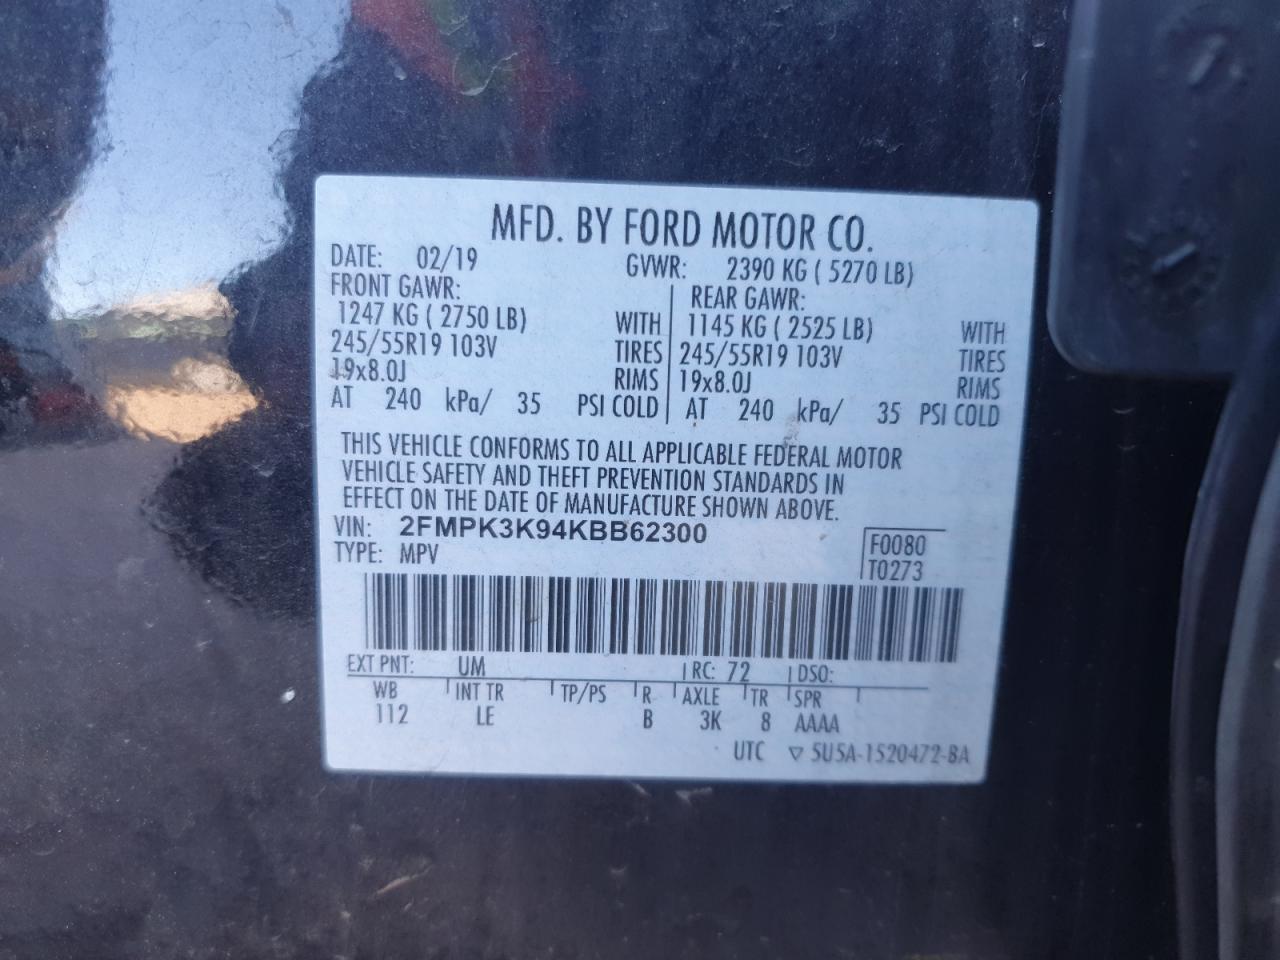 MFD. BY FORD MOTOR CO.
DATE: 02/19 GVWR: 2390 KG ( 5270 LB)
FRONT GAWR: REAR GAWR:
1247 KG ( 2750 LB) WITH 1145 KG ( 2525 LB) WITH
245/55R19 103V TIRES 245/55R19 103V TIRES
19x8.0J RIMS 19x8.0J RIMS
AT 240 kPa/ 35 PSI COLD AT 240 kPa/ 35 PSI COLD
THIS VEHICLE CONFORMS TO ALL APPLICABLE FEDERAL MOTOR
VEHICLE SAFETY AND THEFT PREVENTION STANDARDS IN
EFFECT ON THE DATE OF MANUFACTURE SHOWN ABOVE.
VIN: 2FMPK3K94KBB62300 F0080
TYPE: MPV T0273
EXT PNT: UM RC: 72 DSO:
WB INT TR TP/PS R AXLE TR SPR
112 LE B 3K 8 AAAA
UTC ▽ 5U5A-1520472-BA